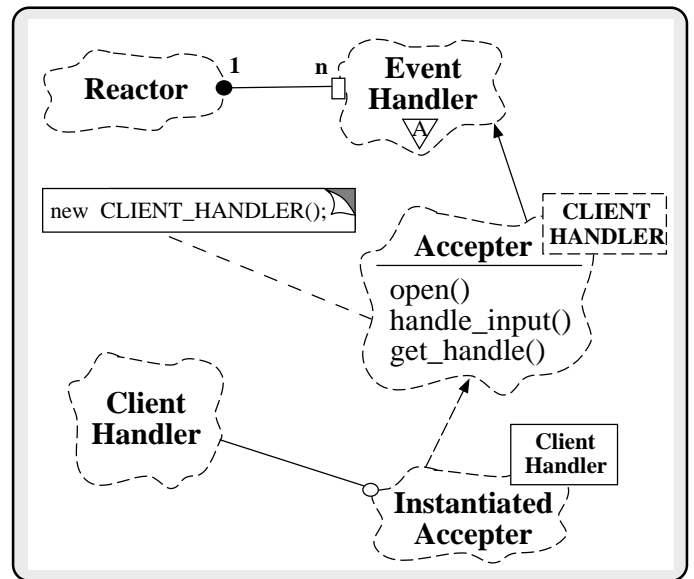 Reactor
1
n
Event
Handler
A
new CLIENT_HANDLER();
CLIENT
HANDLER
Accepter
open()
handle_input()
get_handle()
Client
Handler
Client
Handler
Instantiated
Accepter